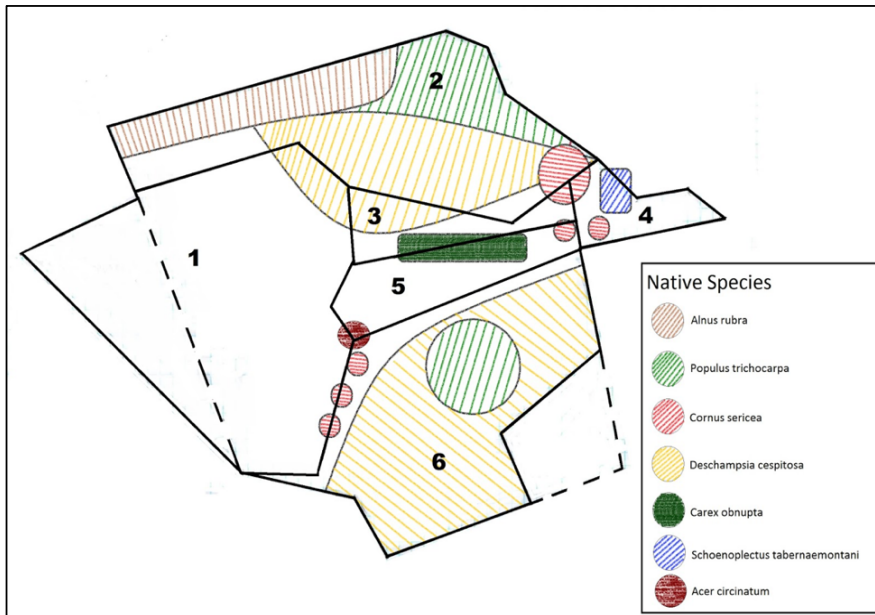 2
3
4
1
5
6
Native Species
Alnus rubra
Populus trichocarpa
Cornus sericea
Deschampsia cespitosa
Carex obnupta
Schoenoplectus tabernaemontani
Acer circinatum